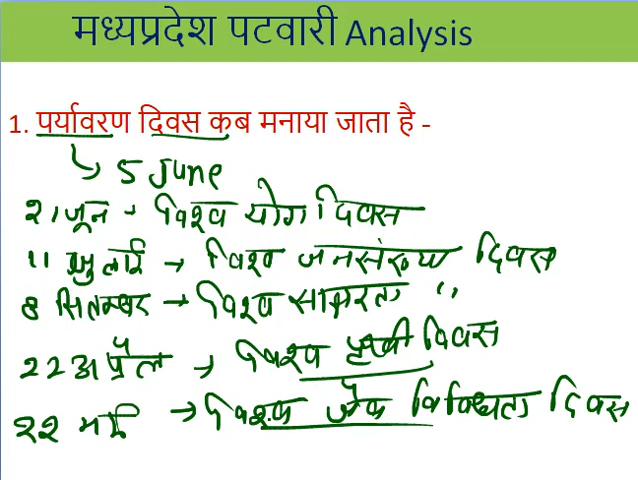 मध्यप्रदेश पटवारी Analysis
1. पर्यावरण दिवस कब मनाया जाता है -
→ 5 June
21 जून → विश्व योग दिवस
11 जुलाई → विश्व जनसंख्या दिवस
8 सितम्बर → विश्व साक्षरता "
22 अप्रैल → विश्व पृथ्वी दिवस
22 मई → विश्व जैव विविधता दिवस